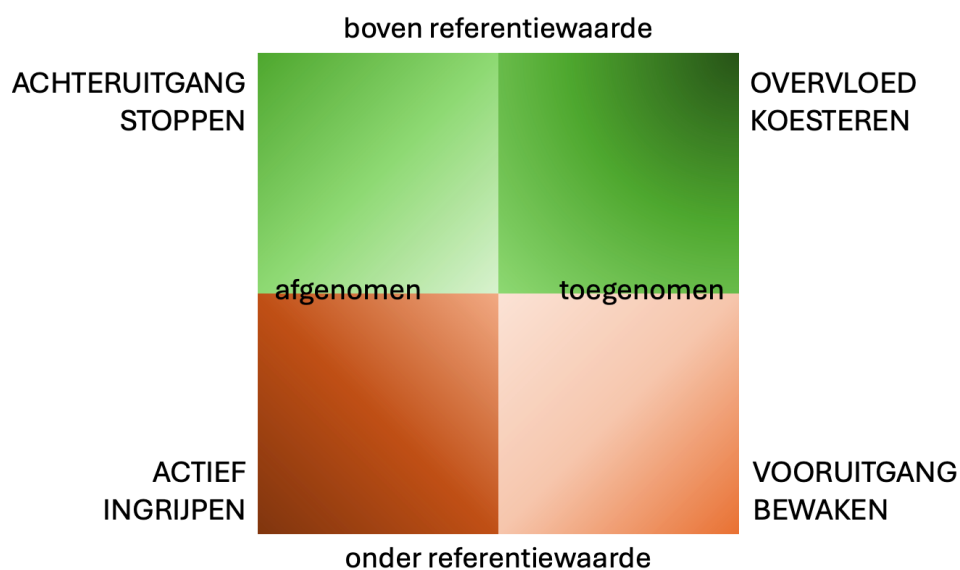 boven referentiewaarde
ACHTERUITGANG
STOPPEN
OVERVLOED
KOESTEREN
afgenomen
toegenomen
ACTIEF
INGRIJPEN
VOORUITGANG
BEWAKEN
onder referentiewaarde